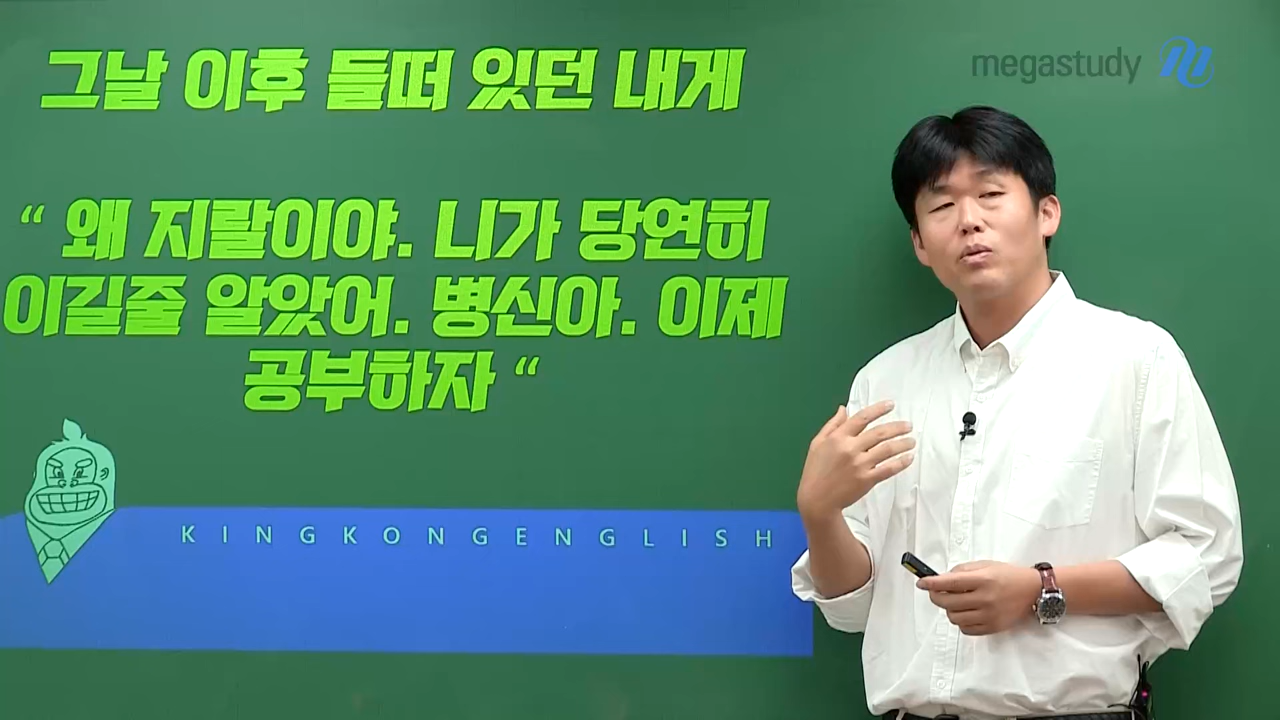 그날 이후 들떠 있던 내게
megastudy
“ 왜 지랄이야. 니가 당연히
이길줄 알았어. 병신아. 이제
공부하자 “
KINGKONGENGLISH